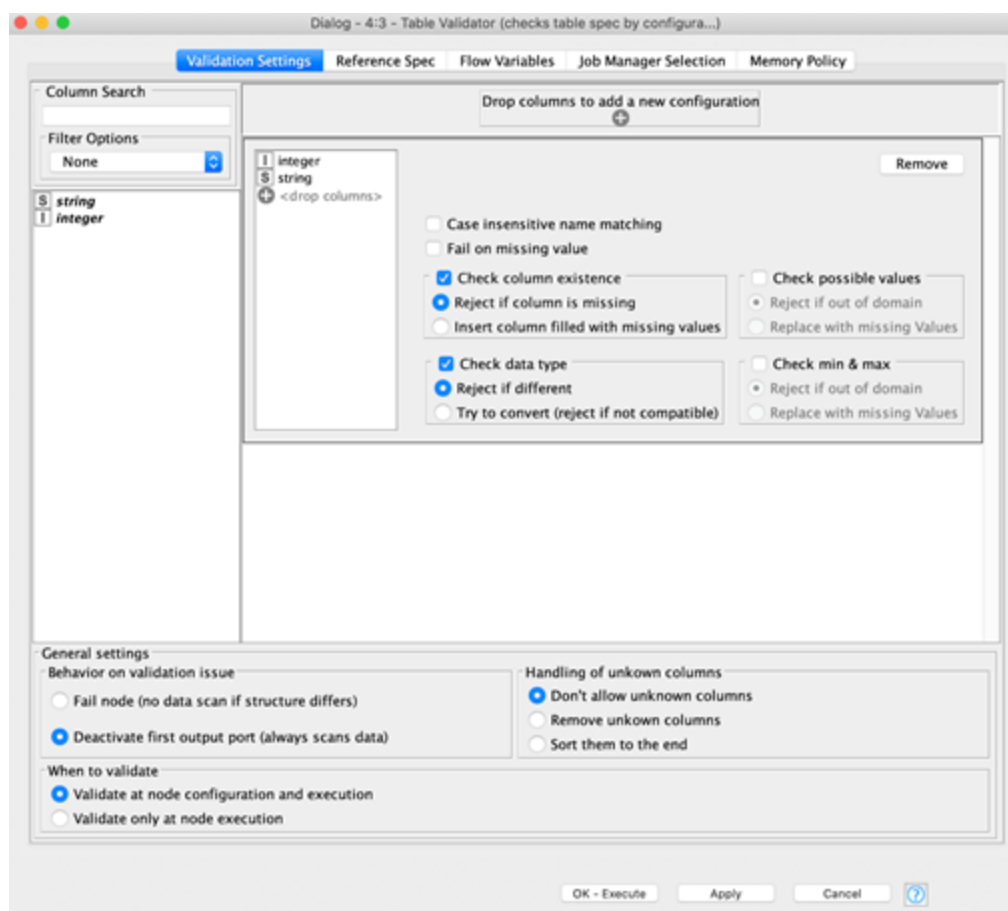 Dialog - 4:3 - Table Validator (checks table spec by configura...)
Validation Settings Reference Spec Flow Variables Job Manager Selection Memory Policy
Column Search
Filter Options
None
S string
I integer
Drop columns to add a new configuration
I integer
S string
<drop columns>
Remove
Case insensitive name matching
Fail on missing value
Check column existence
Reject if column is missing
Insert column filled with missing values
Check possible values
Reject if out of domain
Replace with missing Values
Check data type
Reject if different
Try to convert (reject if not compatible)
Check min & max
Reject if out of domain
Replace with missing Values
General settings
Behavior on validation issue
Fail node (no data scan if structure differs)
Deactivate first output port (always scans data)
Handling of unkown columns
Don't allow unknown columns
Remove unkown columns
Sort them to the end
When to validate
Validate at node configuration and execution
Validate only at node execution
OK - Execute Apply Cancel ?